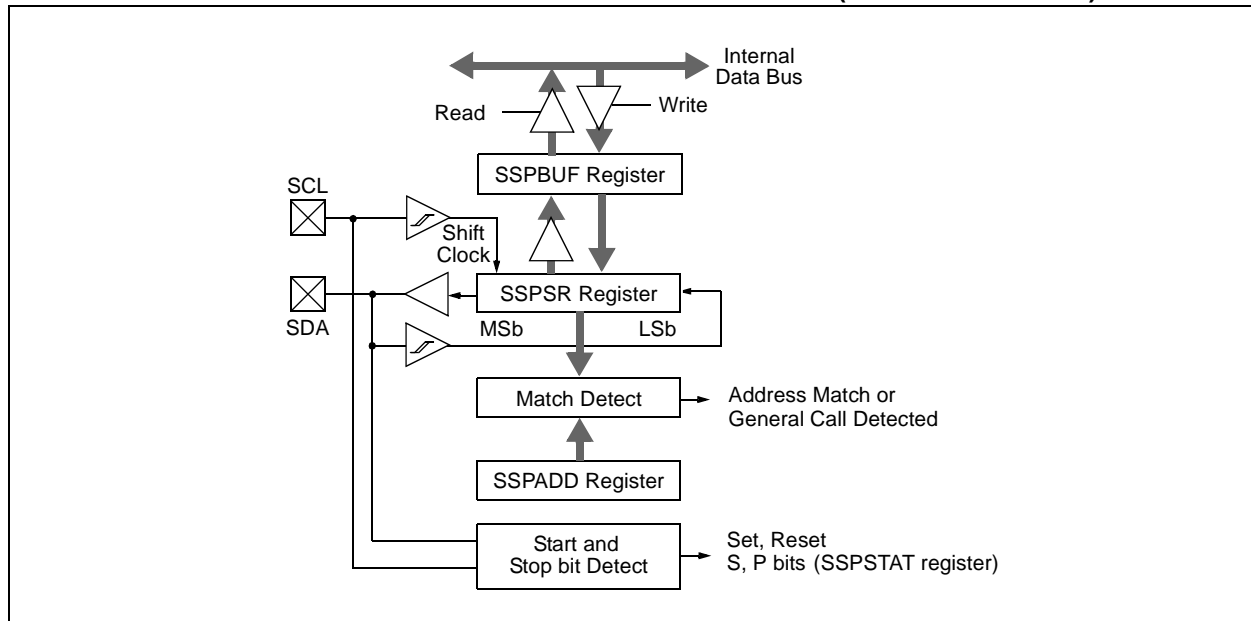 Internal
Data Bus
Read
Write
SSPBUF Register
SCL
Shift
Clock
SSPSR Register
SDA
MSb
LSb
Match Detect
Address Match or
General Call Detected
SSPADD Register
Start and
Stop bit Detect
Set, Reset
S, P bits (SSPSTAT register)